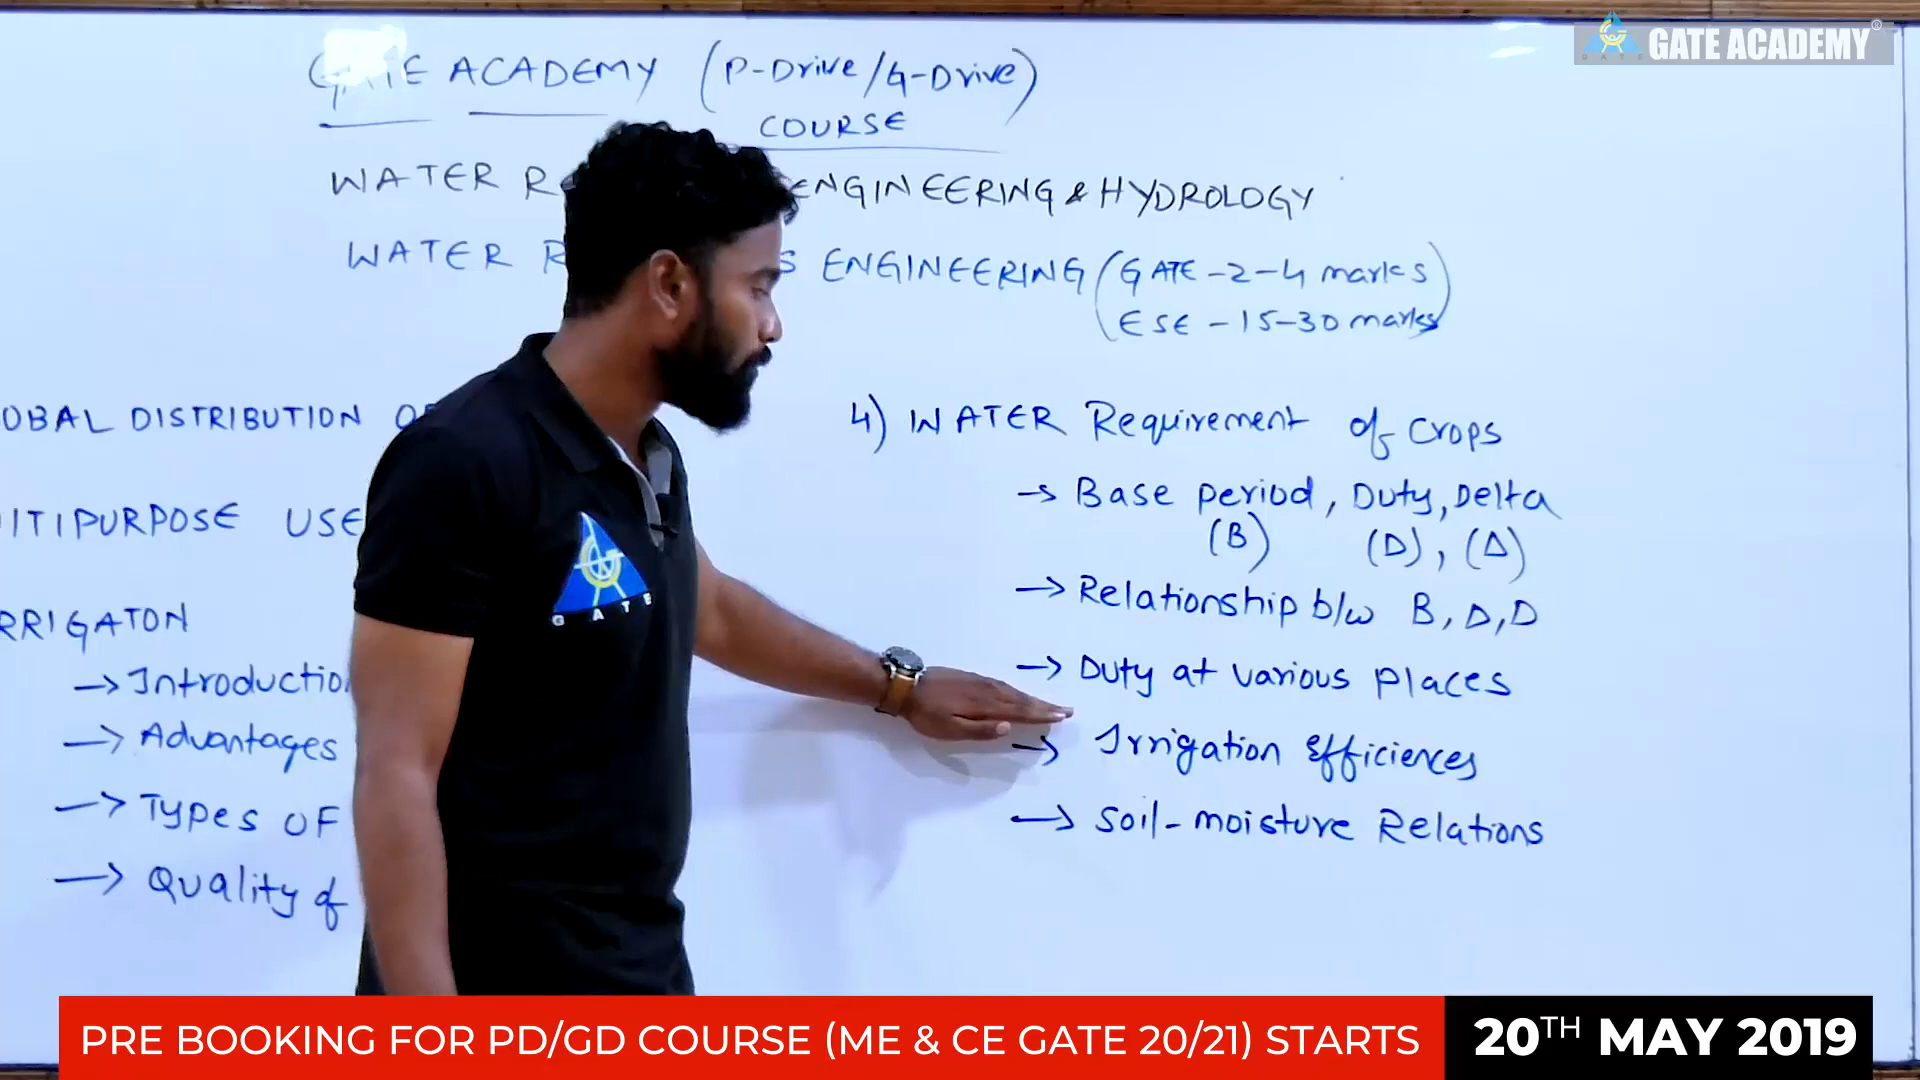 GATE ACADEMY
GATE ACADEMY (P-Drive/G-Drive)
COURSE
WATER R ENGINEERING & HYDROLOGY
WATER R S ENGINEERING (GATE -2-4 marks
ESE -15-30 marks)
OBAL DISTRIBUTION O
ITIPURPOSE USE
RRIGATON
→ Introductio
→ Advantages
→ Types OF
→ Quality of
4) WATER Requirement of crops
→ Base period, Duty, Delta
(B) (D), (Δ)
→ Relationship b/w B, D, D
→ Duty at various places
→ Irrigation Efficiences
→ Soil-moisture Relations
GATE
PRE BOOKING FOR PD/GD COURSE (ME & CE GATE 20/21) STARTS 20TH MAY 2019